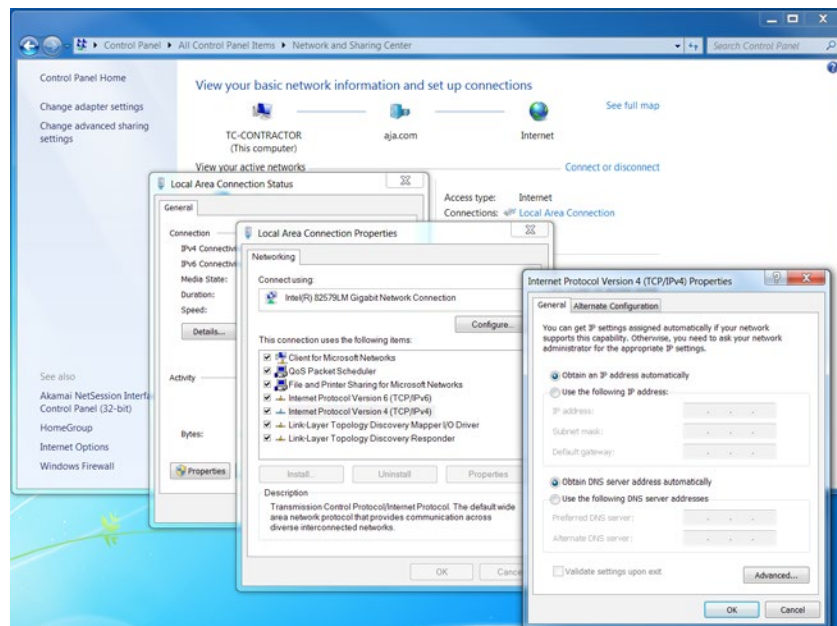 Control Panel ▸ All Control Panel Items ▸ Network and Sharing Center
Search Control Panel
Control Panel Home
Change adapter settings
Change advanced sharing
settings
See also
Akamai NetSession Interfa
Control Panel (32-bit)
HomeGroup
Internet Options
Windows Firewall
View your basic network information and set up connections
See full map
TC-CONTRACTOR
(This computer)
aja.com
Internet
View your active networks
Connect or disconnect
Access type: Internet
Connections: Local Area Connection
Local Area Connection Status
General
Connection
IPv4 Connectivi
IPv6 Connectivi
Media State:
Duration:
Speed:
Details...
Activity
Bytes:
Properties
Local Area Connection Properties
Networking
Connect using:
Intel(R) 82579LM Gigabit Network Connection
Configure...
This connection uses the following items:
Client for Microsoft Networks
QoS Packet Scheduler
File and Printer Sharing for Microsoft Networks
Internet Protocol Version 6 (TCP/IPv6)
Internet Protocol Version 4 (TCP/IPv4)
Link-Layer Topology Discovery Mapper I/O Driver
Link-Layer Topology Discovery Responder
Install... Uninstall Properties
Description
Transmission Control Protocol/Internet Protocol. The default wide
area network protocol that provides communication across
diverse interconnected networks.
OK Cance
Internet Protocol Version 4 (TCP/IPv4) Properties
General Alternate Configuration
You can get IP settings assigned automatically if your network
supports this capability. Otherwise, you need to ask your network
administrator for the appropriate IP settings.
Obtain an IP address automatically
Use the following IP address:
IP address:
Subnet mask:
Default gateway:
Obtain DNS server address automatically
Use the following DNS server addresses
Preferred DNS server:
Alternate DNS server:
Validate settings upon exit
Advanced...
OK Cancel